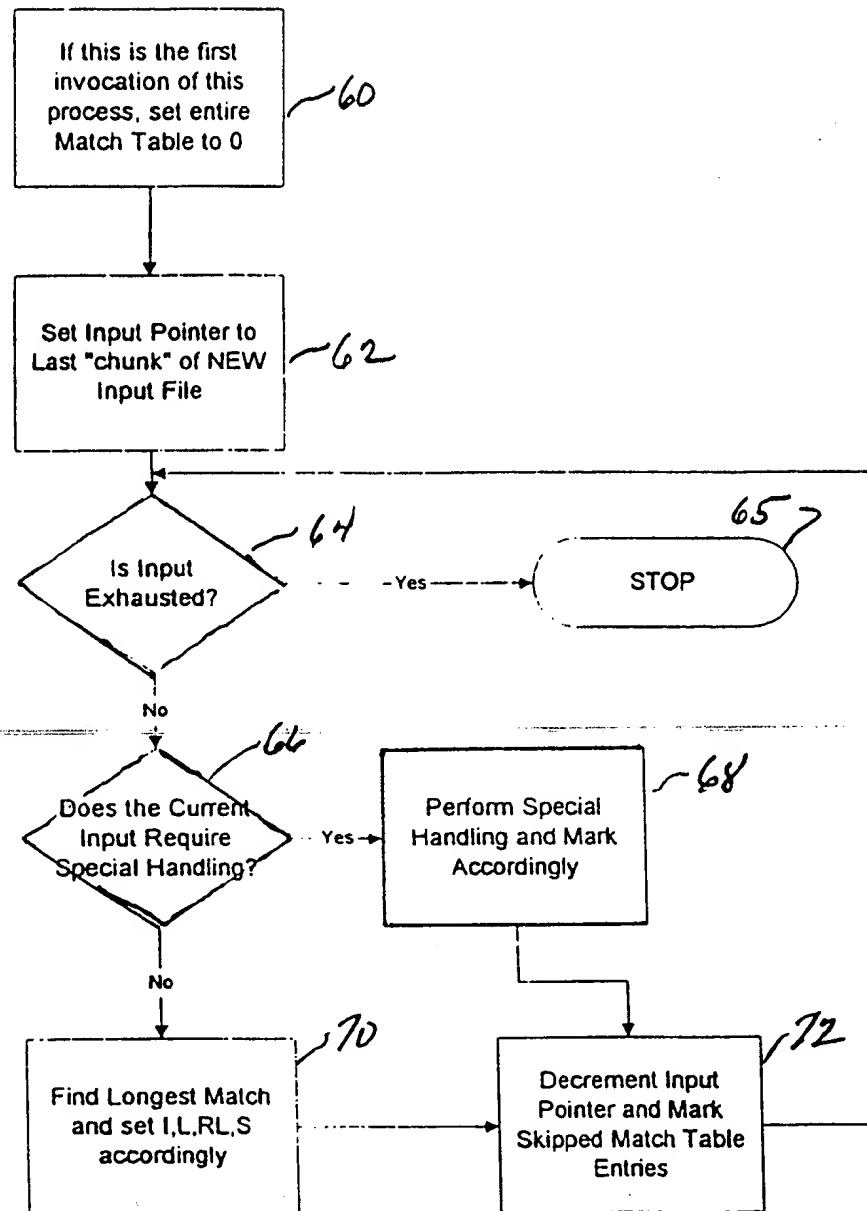 If this is the first
invocation of this
process, set entire
Match Table to 0
60
Set Input Pointer to
Last "chunk" of NEW
Input File
62
64
Is Input
Exhausted?
Yes
65
STOP
No
66
Does the Current
Input Require
Special Handling?
Yes
68
Perform Special
Handling and Mark
Accordingly
No
70
Find Longest Match
and set I,L,RL,S
accordingly
72
Decrement Input
Pointer and Mark
Skipped Match Table
Entries